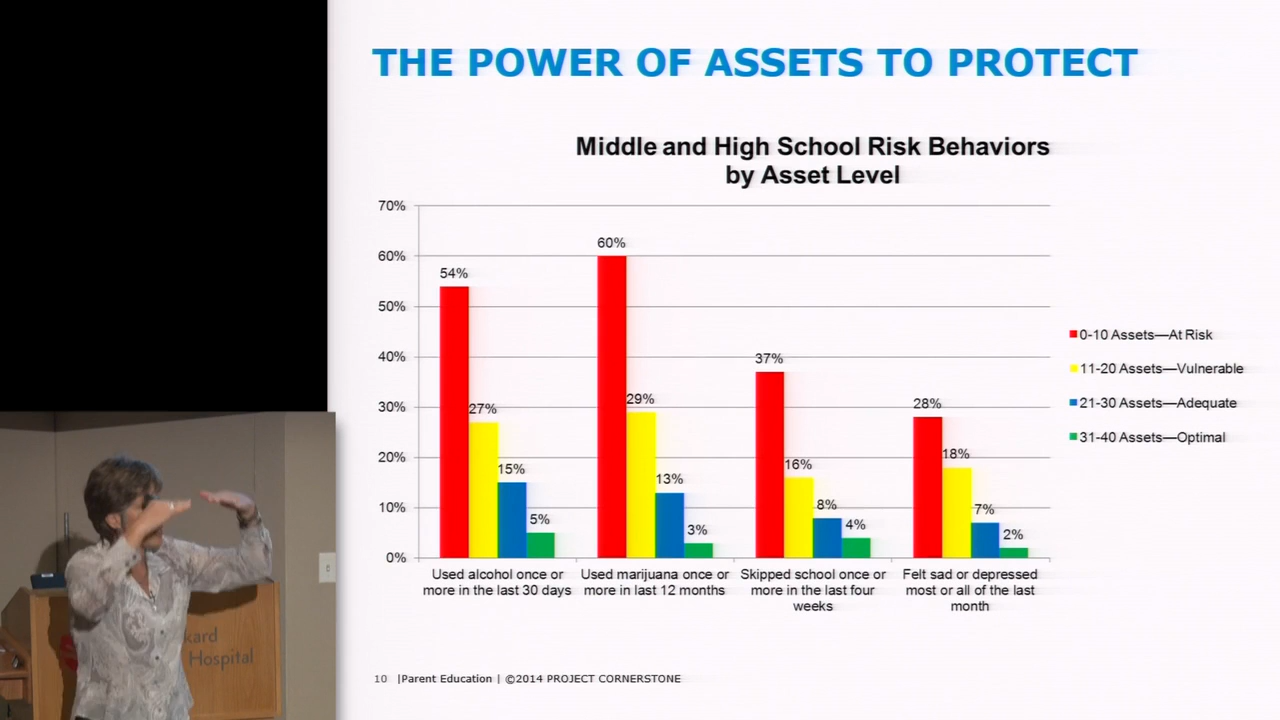 THE POWER OF ASSETS TO PROTECT
Middle and High School Risk Behaviors
by Asset Level
70%
60%
50%
40%
30%
20%
10%
0%
54%
27%
15%
5%
60%
29%
13%
3%
37%
16%
8%
4%
28%
18%
7%
2%
Used alcohol once or
more in the last 30 days
Used marijuana once or
more in last 12 months
Skipped school once or
more in the last four
weeks
Felt sad or depressed
most or all of the last
month
0-10 Assets—At Risk
11-20 Assets—Vulnerable
21-30 Assets—Adequate
31-40 Assets—Optimal
10 |Parent Education | ©2014 PROJECT CORNERSTONE
Hospital